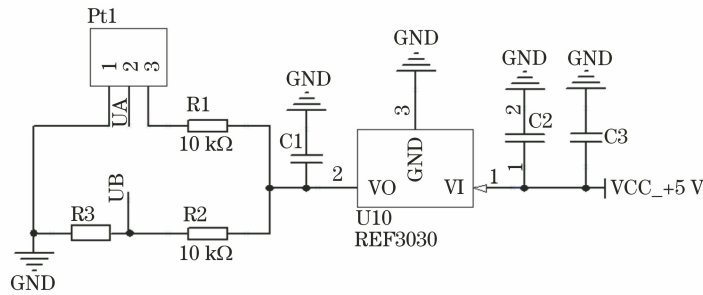 Pt1
1
2
3
UA
R1
10 kΩ
UB
R3
R2
10 kΩ
GND
GND
C1
2
GND
3
GND
VO
VI
U10
REF3030
1
GND
2
C2
1
GND
C3
VCC_+5 V